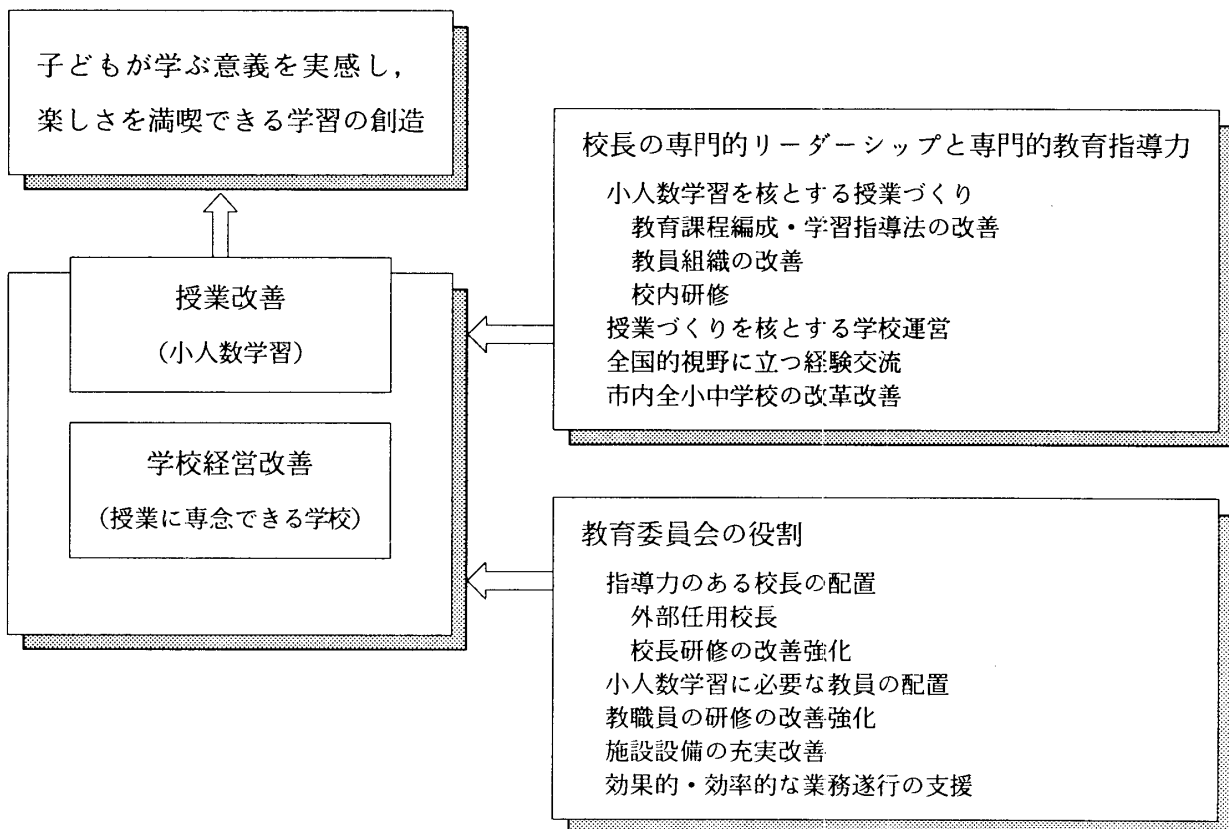 子どもが学ぶ意義を実感し，
楽しさを満喫できる学習の創造
授業改善
（小人数学習）
学校経営改善
（授業に専念できる学校）
校長の専門的リーダーシップと専門的教育指導力
小人数学習を核とする授業づくり
教育課程編成・学習指導法の改善
教員組織の改善
校内研修
授業づくりを核とする学校運営
全国的視野に立つ経験交流
市内全小中学校の改革改善
教育委員会の役割
指導力のある校長の配置
外部任用校長
校長研修の改善強化
小人数学習に必要な教員の配置
教職員の研修の改善強化
施設設備の充実改善
効果的・効率的な業務遂行の支援